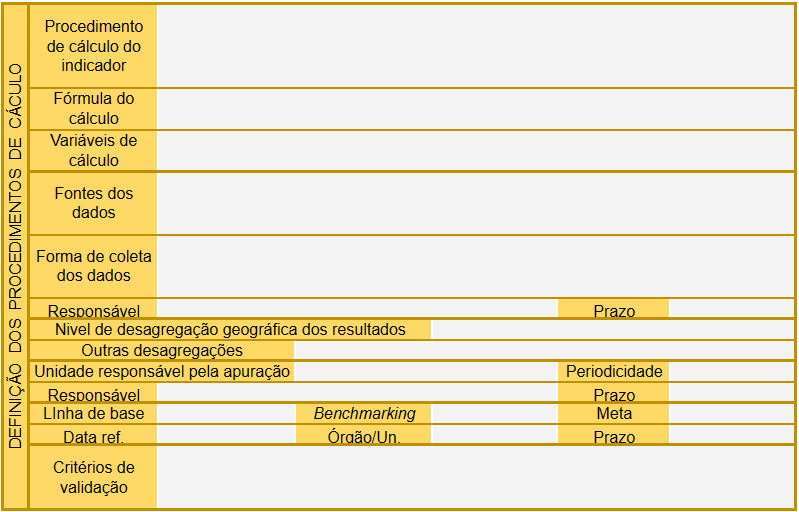 DEFINIÇÃO DOS PROCEDIMENTOS DE CÁCULO
Procedimento
de cálculo do
indicador
Fórmula do
cálculo
Variáveis de
cálculo
Fontes dos
dados
Forma de coleta
dos dados
Responsável Prazo
Nivel de desagregação geográfica dos resultados
Outras desagregações
Unidade responsável pela apuração Periodicidade
Responsável Prazo
LInha de base Benchmarking Meta
Data ref. Órgão/Un. Prazo
Critérios de
validação